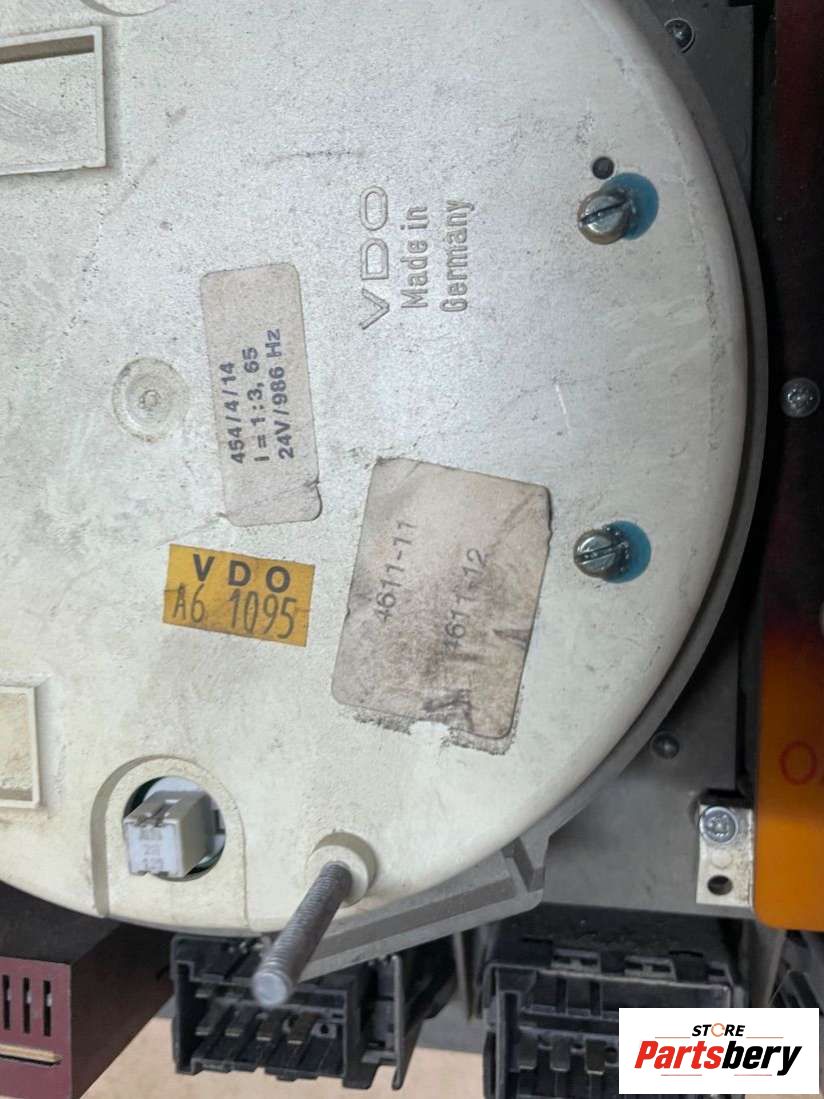 VDO
Made in
Germany
454/4/14
I = 1:3, 65
24V/986 Hz
VDO
A6 1095
4611-11
4611-12
STORE
Partsbery